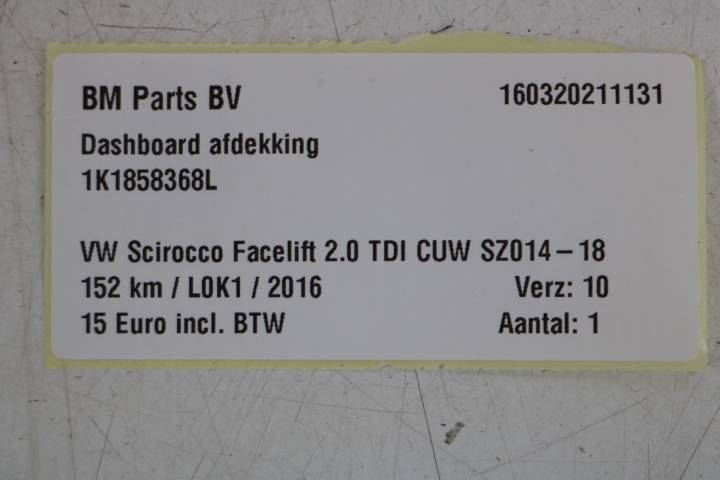 BM Parts BV 160320211131
Dashboard afdekking
1K1858368L
VW Scirocco Facelift 2.0 TDI CUW SZ014-18
152 km / L0K1 / 2016 Verz: 10
15 Euro incl. BTW Aantal: 1